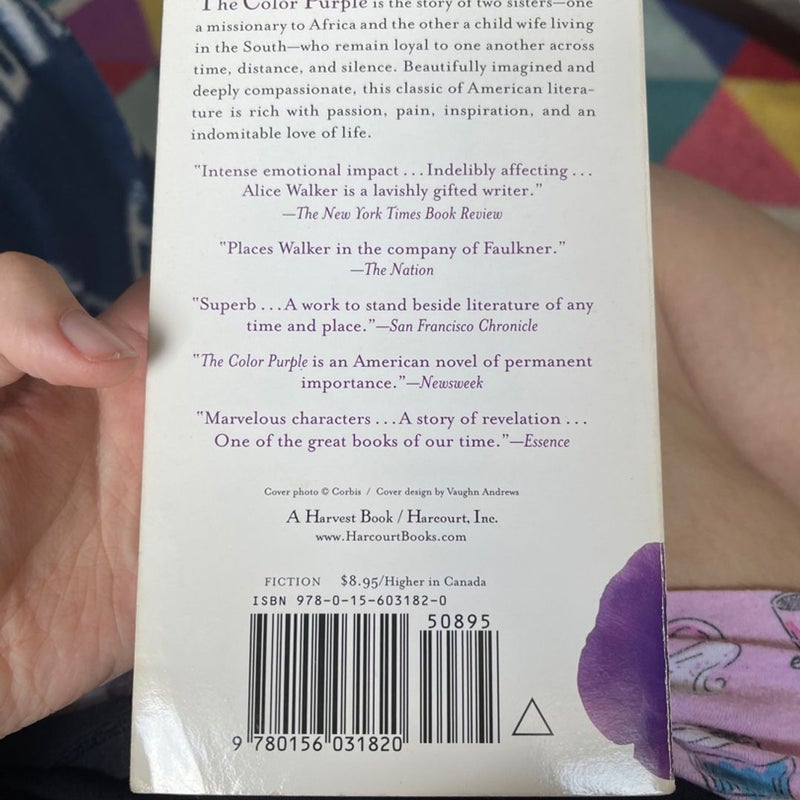 The Color Purple is the story of two sisters—one
a missionary to Africa and the other a child wife living
in the South—who remain loyal to one another across
time, distance, and silence. Beautifully imagined and
deeply compassionate, this classic of American litera-
ture is rich with passion, pain, inspiration, and an
indomitable love of life.
"Intense emotional impact . . . Indelibly affecting . . .
Alice Walker is a lavishly gifted writer."
—The New York Times Book Review
"Places Walker in the company of Faulkner."
—The Nation
"Superb . . . A work to stand beside literature of any
time and place."—San Francisco Chronicle
"The Color Purple is an American novel of permanent
importance."—Newsweek
"Marvelous characters . . . A story of revelation . . .
One of the great books of our time."—Essence
Cover photo © Corbis / Cover design by Vaughn Andrews
A Harvest Book / Harcourt, Inc.
www.HarcourtBooks.com
FICTION $8.95/Higher in Canada
ISBN 978-0-15-603182-0
50895
9 780156 031820